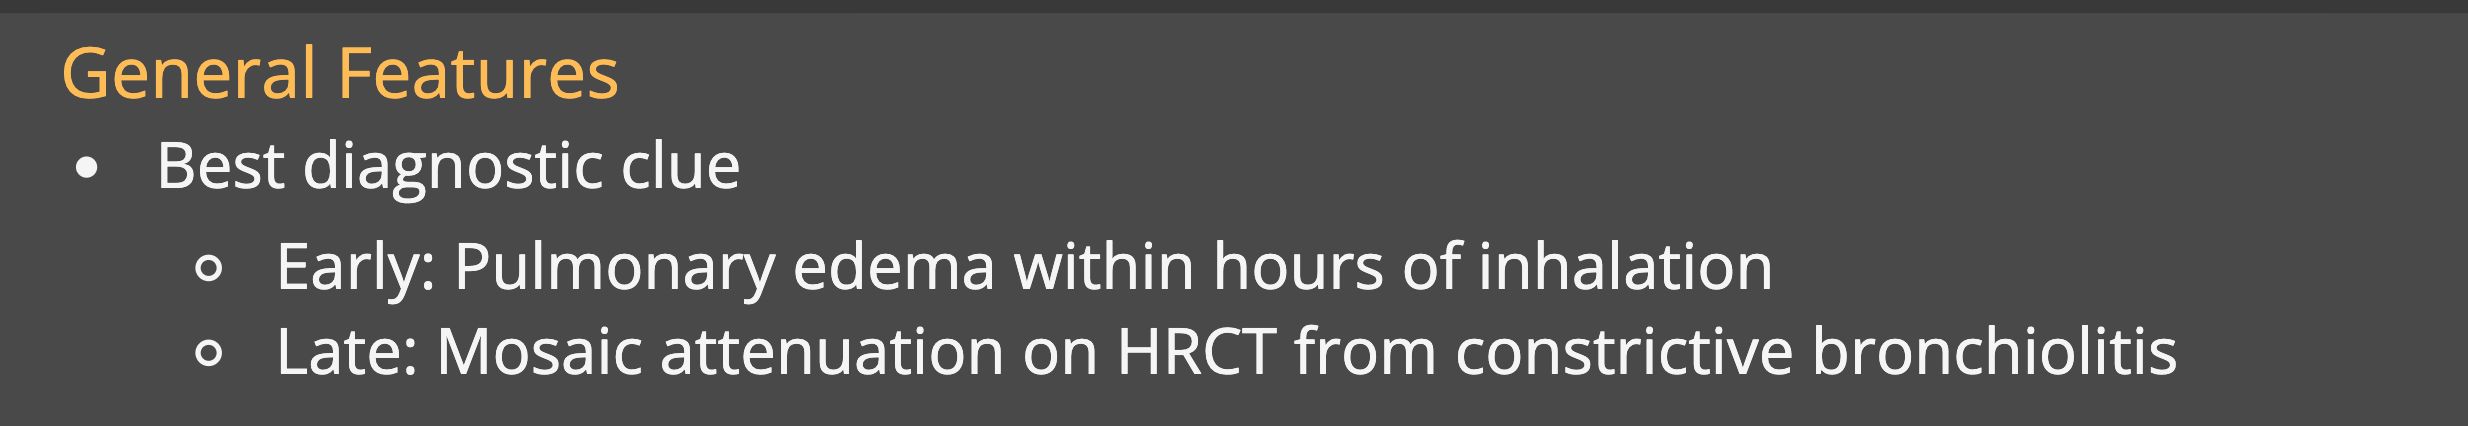 General Features
• Best diagnostic clue
○ Early: Pulmonary edema within hours of inhalation
○ Late: Mosaic attenuation on HRCT from constrictive bronchiolitis